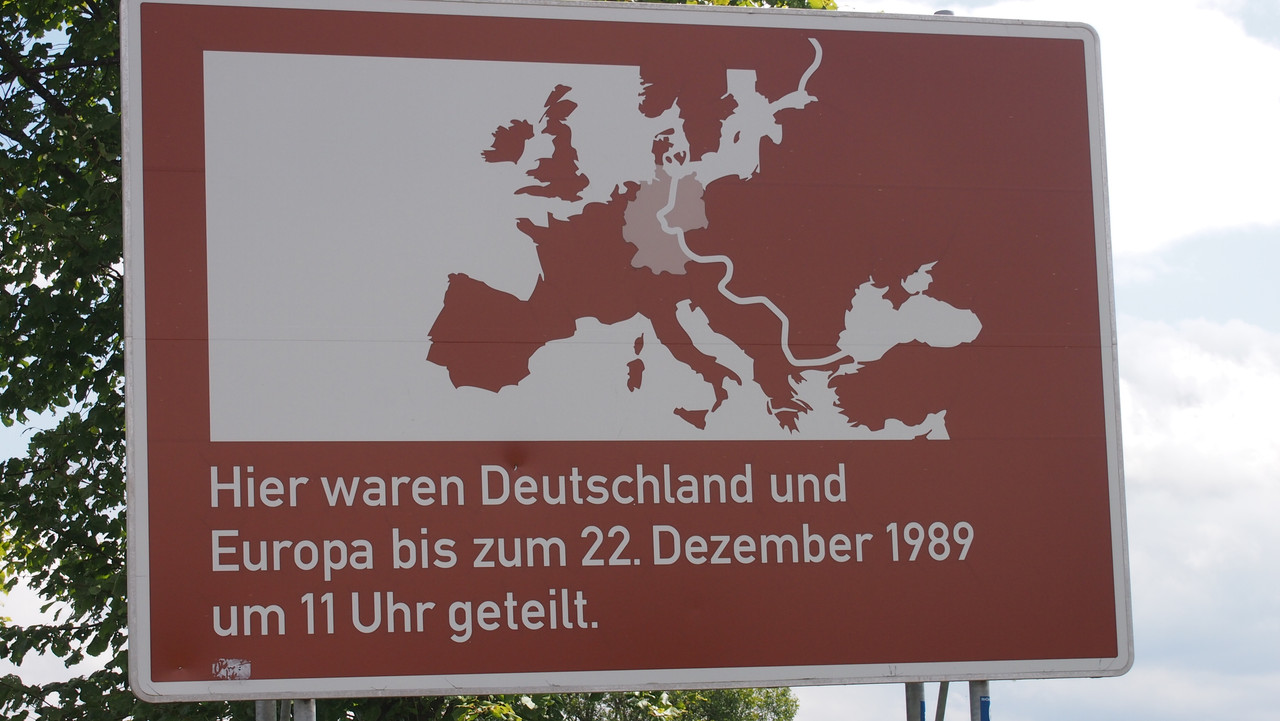 Hier waren Deutschland und
Europa bis zum 22. Dezember 1989
um 11 Uhr geteilt.